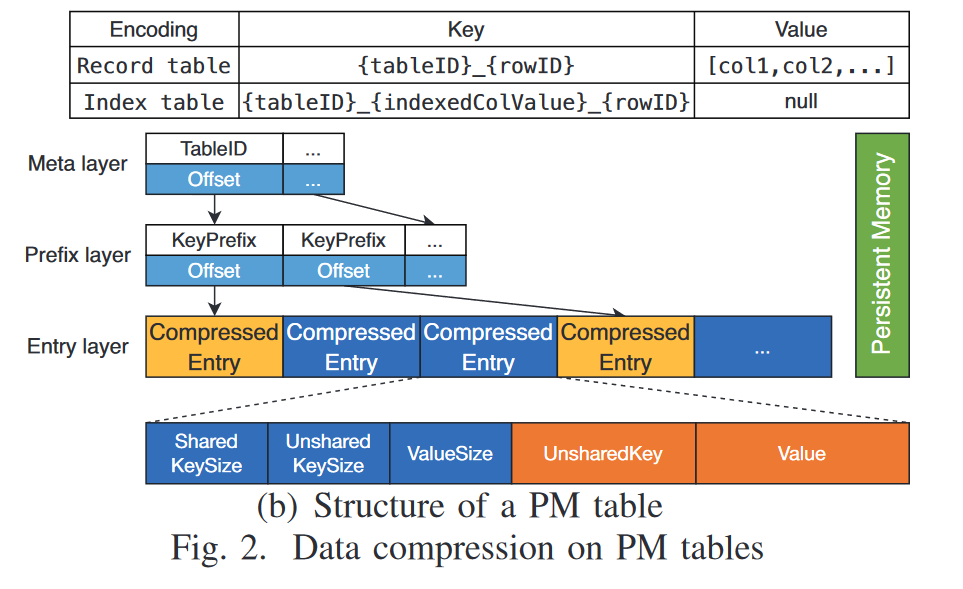 Encoding Key Value
Record table {tableID}_{rowID} [col1,col2,...]
Index table {tableID}_{indexedColValue}_{rowID} null
Meta layer
TableID ...
Offset ...
Prefix layer
KeyPrefix KeyPrefix ...
Offset Offset ...
Entry layer
Compressed Compressed Compressed Compressed ...
Entry Entry Entry Entry
Persistent Memory
Shared Unshared ValueSize UnsharedKey Value
KeySize KeySize
(b) Structure of a PM table
Fig. 2. Data compression on PM tables